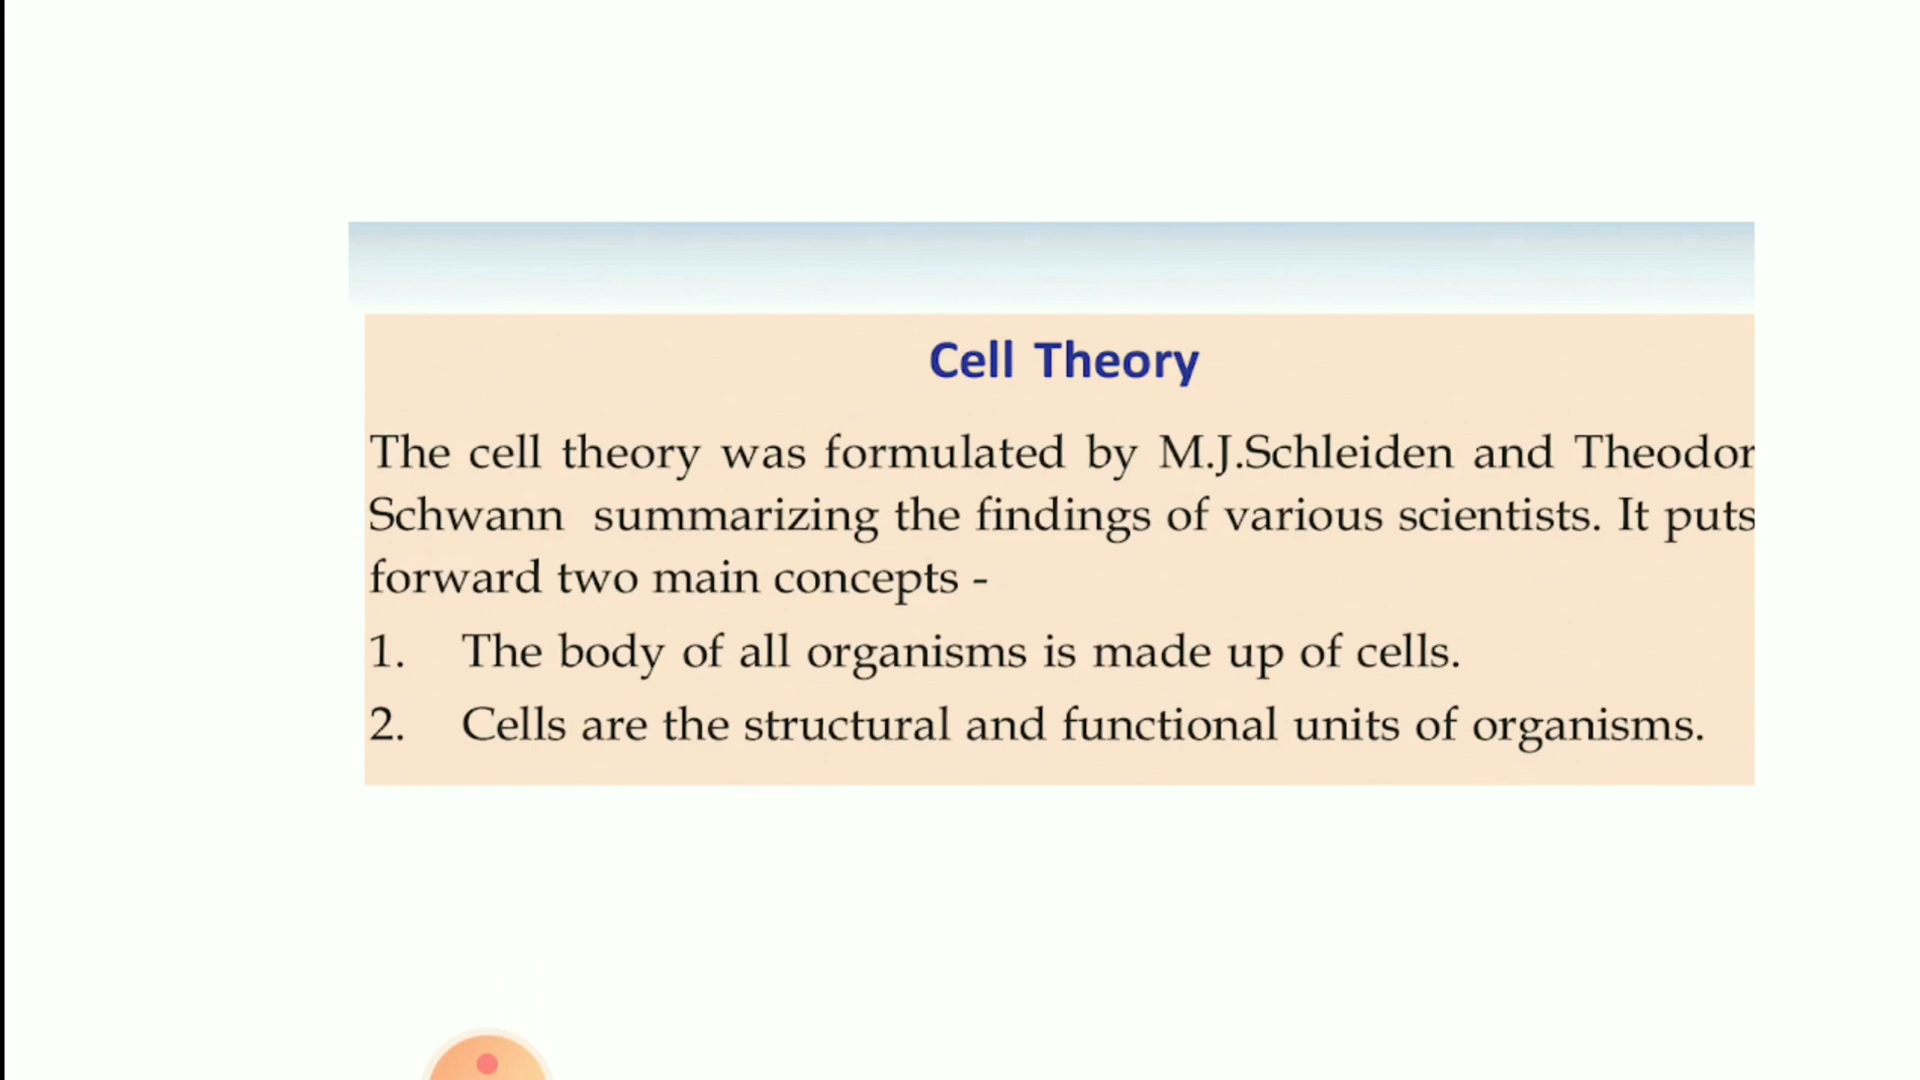 Cell Theory
The cell theory was formulated by M.J.Schleiden and Theodor
Schwann summarizing the findings of various scientists. It puts
forward two main concepts -
1. The body of all organisms is made up of cells.
2. Cells are the structural and functional units of organisms.